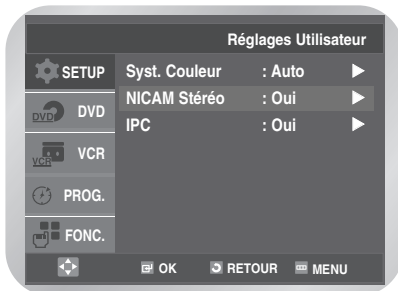 Réglages Utilisateur
SETUP
Syst. Couleur : Auto
DVD DVD
NICAM Stéréo : Oui
IPC : Oui
VCR VCR
PROG.
FONC.
OK RETOUR MENU